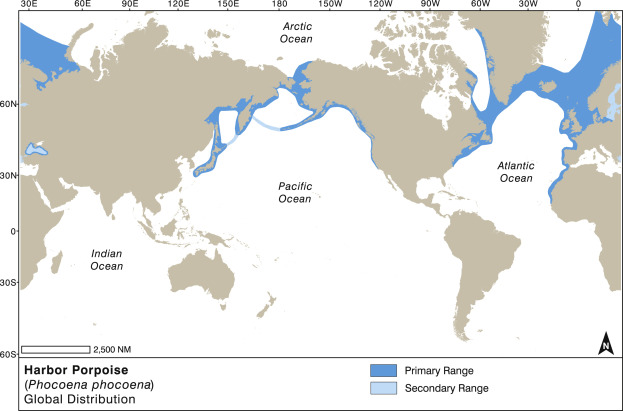 30E 60E 90E 120E 150E 180E 150W 120W 90W 60W 30W 0
Arctic
Ocean
60N
30N
Atlantic
Ocean
Pacific
Ocean
0
Indian
Ocean
30S
2,500 NM
N
60S
Harbor Porpoise
(Phocoena phocoena)
Global Distribution
Primary Range
Secondary Range